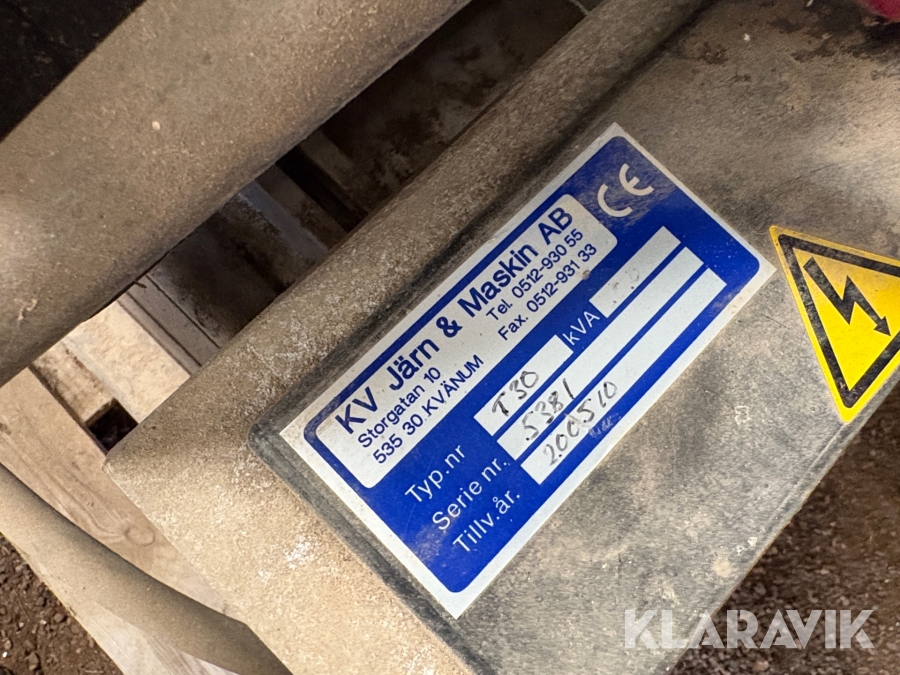 KV Järn & Maskin AB
Storgatan 10 Tel. 0512-930 55
535 30 KVÄNUM Fax. 0512-931 33
CE
Typ.nr T30 kVA
Serie nr. 5381
Tillv.år. 200510
KLARAVIK